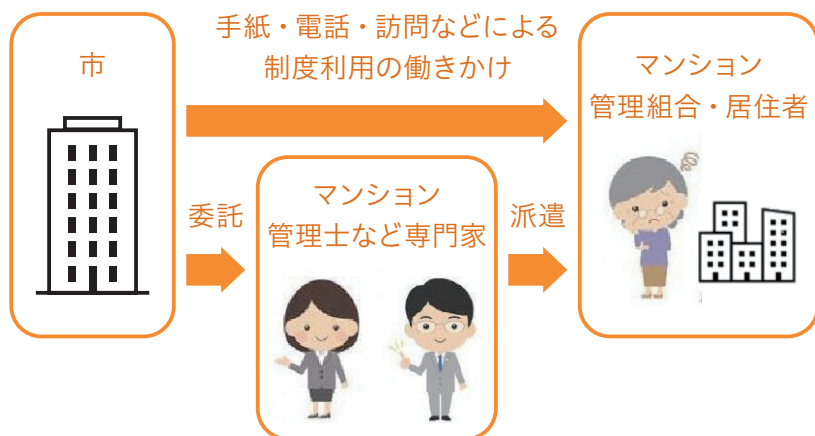 市
手紙・電話・訪問などによる
制度利用の働きかけ
マンション
管理組合・居住者
委託
マンション
管理士など専門家
派遣